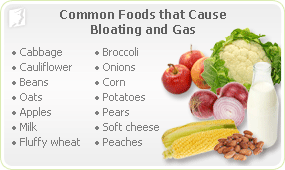 Common Foods that Cause
Bloating and Gas
• Cabbage
• Cauliflower
• Beans
• Oats
• Apples
• Milk
• Fluffy wheat
• Broccoli
• Onions
• Corn
• Potatoes
• Pears
• Soft cheese
• Peaches